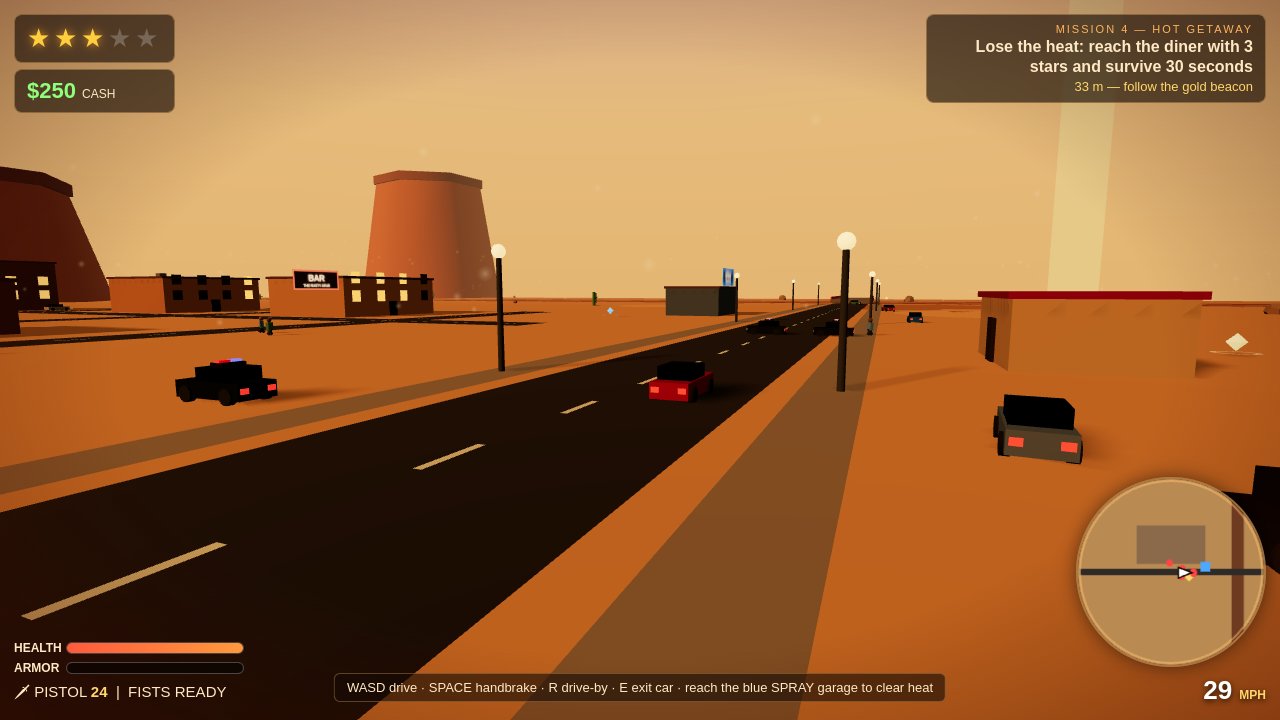 $250 CASH
MISSION 4 — HOT GETAWAY
Lose the heat: reach the diner with 3
stars and survive 30 seconds
33 m — follow the gold beacon
BAR
HEALTH
ARMOR
PISTOL 24 | FISTS READY
WASD drive · SPACE handbrake · R drive-by · E exit car · reach the blue SPRAY garage to clear heat
29 MPH